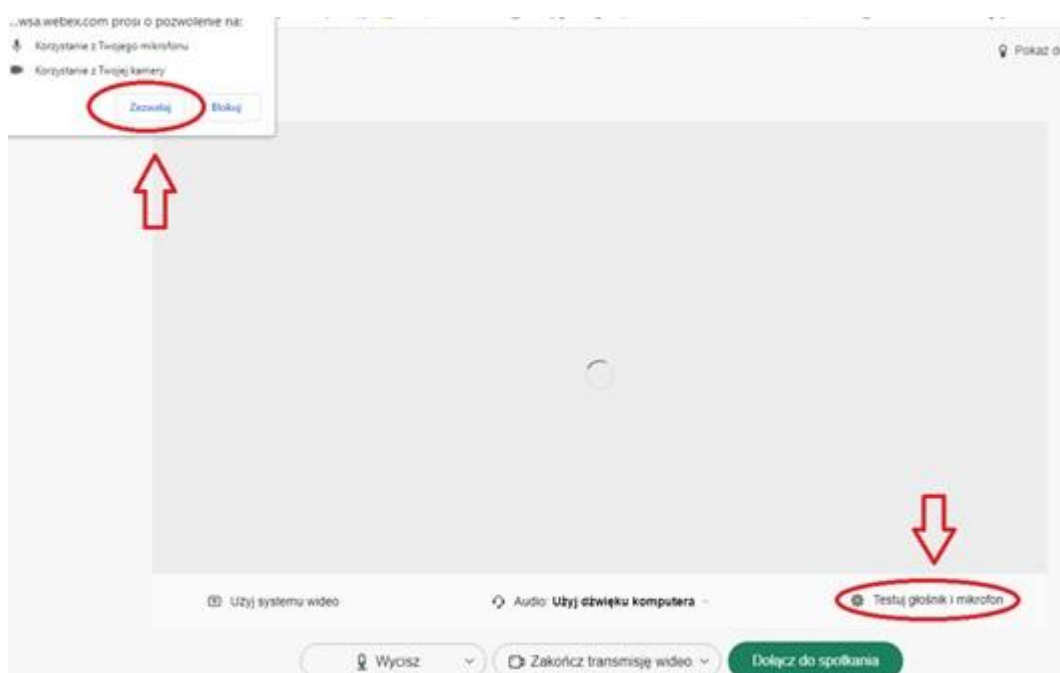 ...wsa.webex.com prosi o pozwolenie na:
Korzystanie z Twojego mikrofonu
Korzystanie z Twojej kamery
Zezwalaj Blokuj
Pokaż d
Użyj systemu wideo Audio: Użyj dźwięku komputera Testuj głośnik i mikrofon
Wycisz Zakończ transmisję wideo Dołącz do spotkania